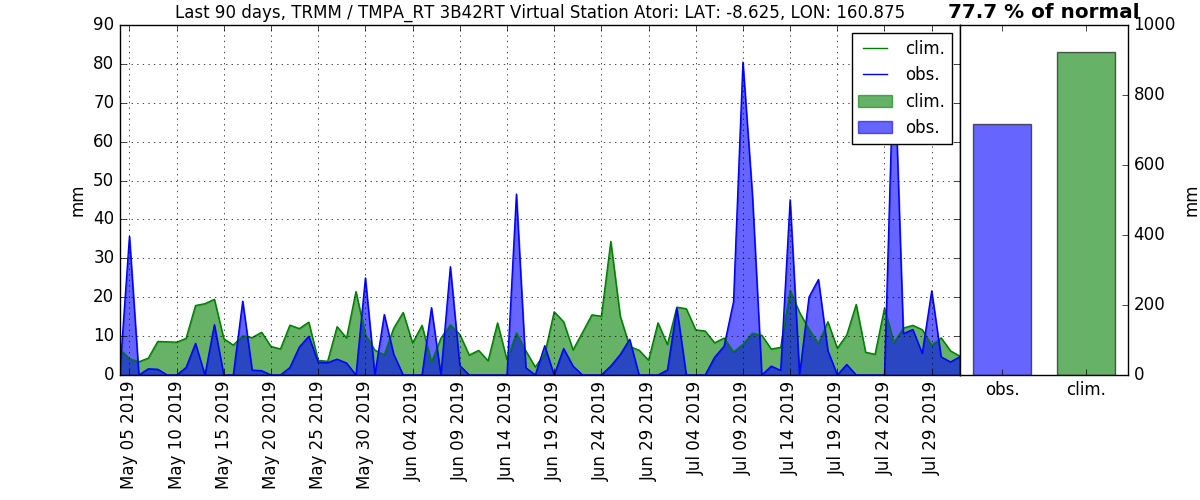 Last 90 days, TRMM / TMPA_RT 3B42RT Virtual Station Atori: LAT: -8.625, LON: 160.875
77.7 % of normal
90
80
70
60
50
40
30
20
10
0
mm
clim.
obs.
clim.
obs.
May 05 2019
May 10 2019
May 15 2019
May 20 2019
May 25 2019
May 30 2019
Jun 04 2019
Jun 09 2019
Jun 14 2019
Jun 19 2019
Jun 24 2019
Jun 29 2019
Jul 04 2019
Jul 09 2019
Jul 14 2019
Jul 19 2019
Jul 24 2019
Jul 29 2019
1000
800
600
400
200
0
mm
obs.
clim.